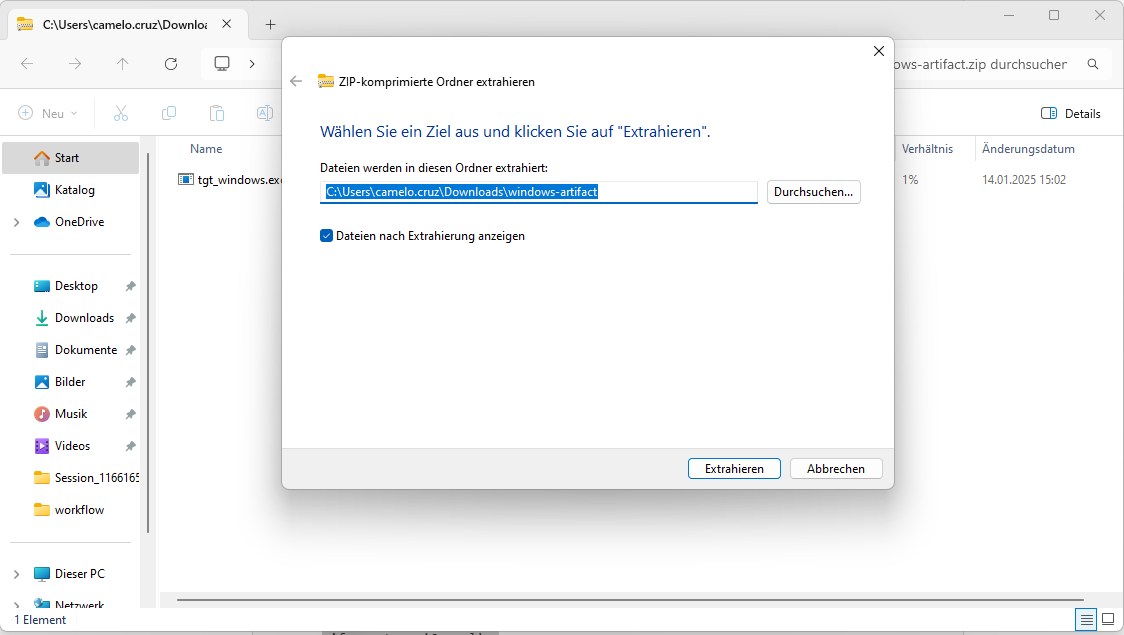 C:\Users\camelo.cruz\Downloa
ows-artifact.zip durchsuchen
Neu
Details
ZIP-komprimierte Ordner extrahieren
Wählen Sie ein Ziel aus und klicken Sie auf "Extrahieren".
Dateien werden in diesen Ordner extrahiert:
C:\Users\camelo.cruz\Downloads\windows-artifact
Durchsuchen...
Dateien nach Extrahierung anzeigen
Extrahieren
Abbrechen
Name
Verhältnis
Änderungsdatum
tgt_windows.exe
1%
14.01.2025 15:02
Start
Katalog
OneDrive
Desktop
Downloads
Dokumente
Bilder
Musik
Videos
Session_1166165
workflow
Dieser PC
Netzwerk
1 Element